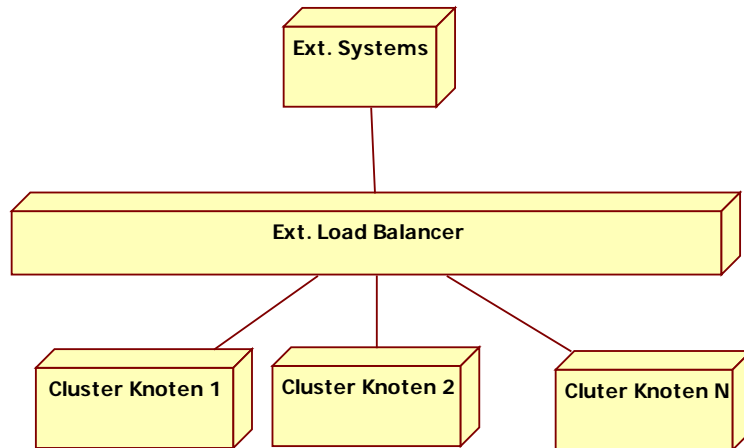 Ext. Systems
Ext. Load Balancer
Cluster Knoten 1
Cluster Knoten 2
Cluter Knoten N